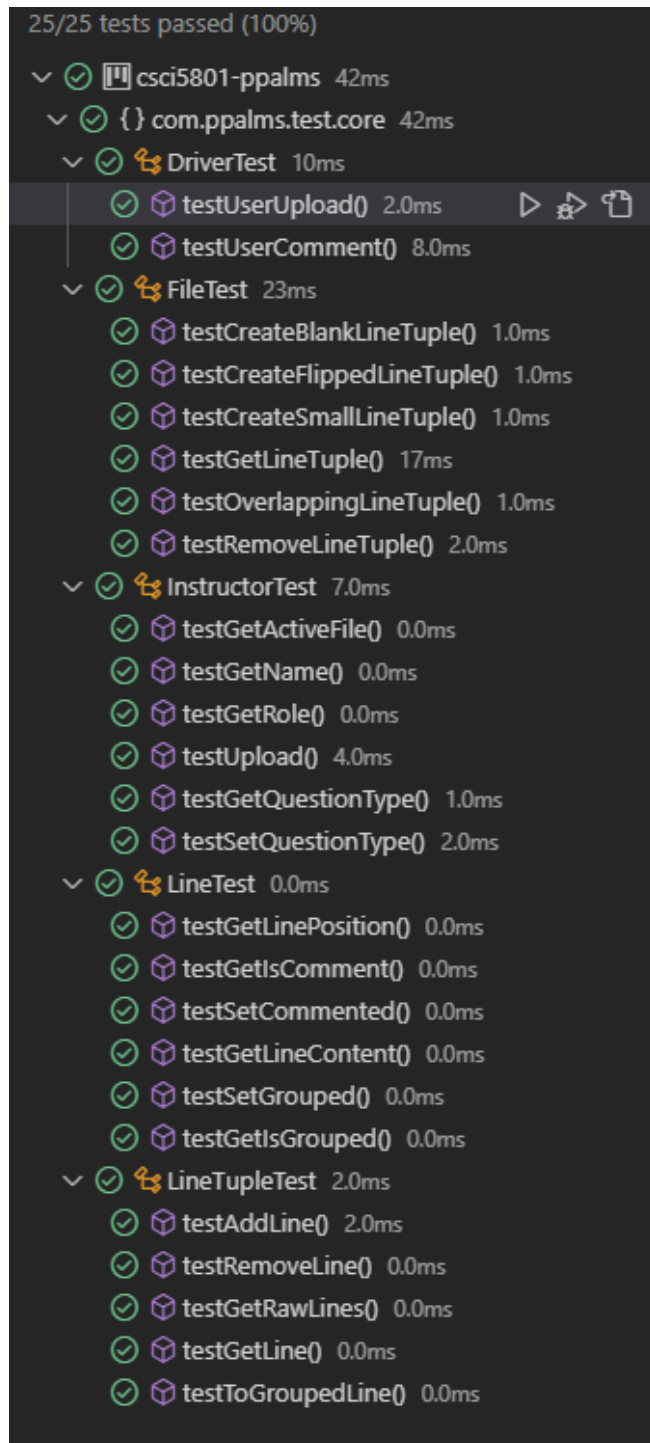 25/25 tests passed (100%)
csci5801-ppalms 42ms
{} com.ppalms.test.core 42ms
DriverTest 10ms
testUserUpload() 2.0ms
testUserComment() 8.0ms
FileTest 23ms
testCreateBlankLineTuple() 1.0ms
testCreateFlippedLineTuple() 1.0ms
testCreateSmallLineTuple() 1.0ms
testGetLineTuple() 17ms
testOverlappingLineTuple() 1.0ms
testRemoveLineTuple() 2.0ms
InstructorTest 7.0ms
testGetActiveFile() 0.0ms
testGetName() 0.0ms
testGetRole() 0.0ms
testUpload() 4.0ms
testGetQuestionType() 1.0ms
testSetQuestionType() 2.0ms
LineTest 0.0ms
testGetLinePosition() 0.0ms
testGetIsComment() 0.0ms
testSetCommented() 0.0ms
testGetLineContent() 0.0ms
testSetGrouped() 0.0ms
testGetIsGrouped() 0.0ms
LineTupleTest 2.0ms
testAddLine() 2.0ms
testRemoveLine() 0.0ms
testGetRawLines() 0.0ms
testGetLine() 0.0ms
testToGroupedLine() 0.0ms